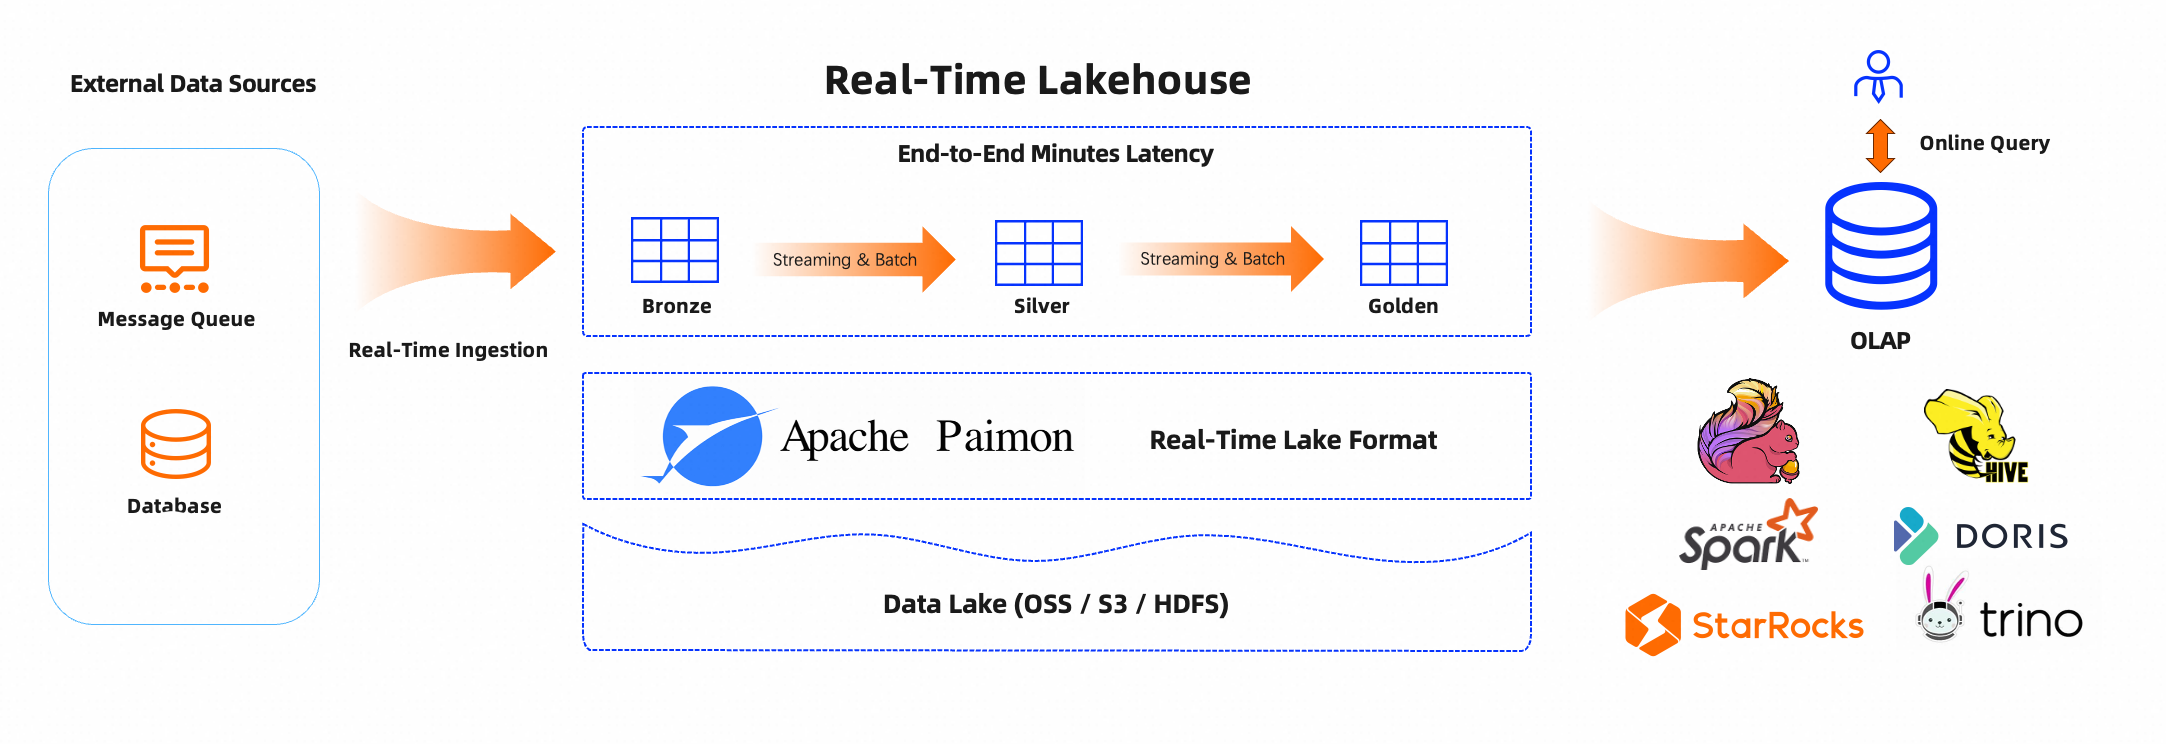 External Data Sources
Message Queue
Database
Real-Time Ingestion
Real-Time Lakehouse
End-to-End Minutes Latency
Bronze
Streaming & Batch
Silver
Streaming & Batch
Golden
Apache Paimon
Real-Time Lake Format
Data Lake (OSS / S3 / HDFS)
Online Query
OLAP
HIVE
APACHE
Spark™
DORIS
StarRocks
trino